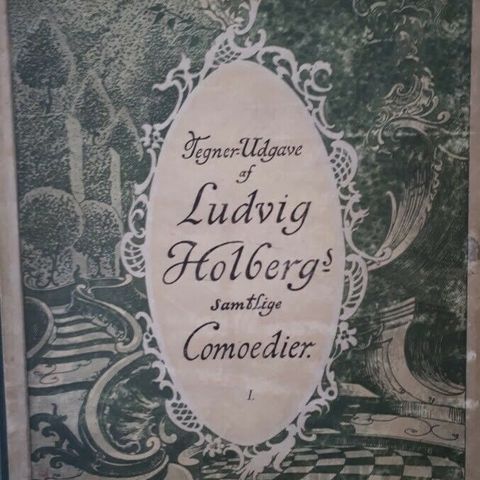 Tegner-Udgave
af
Ludvig
Holbergs
samtlige
Comoedier.
I.